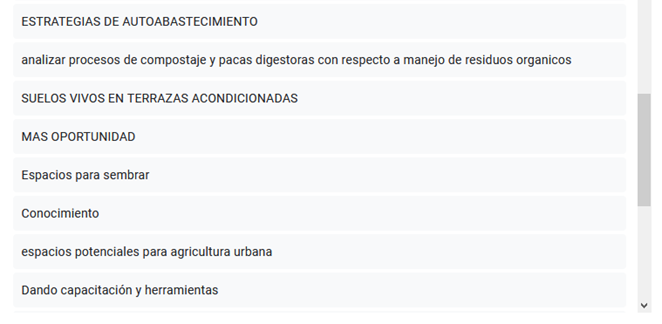 ESTRATEGIAS DE AUTOABASTECIMIENTO
analizar procesos de compostaje y pacas digestoras con respecto a manejo de residuos organicos
SUELOS VIVOS EN TERRAZAS ACONDICIONADAS
MAS OPORTUNIDAD
Espacios para sembrar
Conocimiento
espacios potenciales para agricultura urbana
Dando capacitación y herramientas